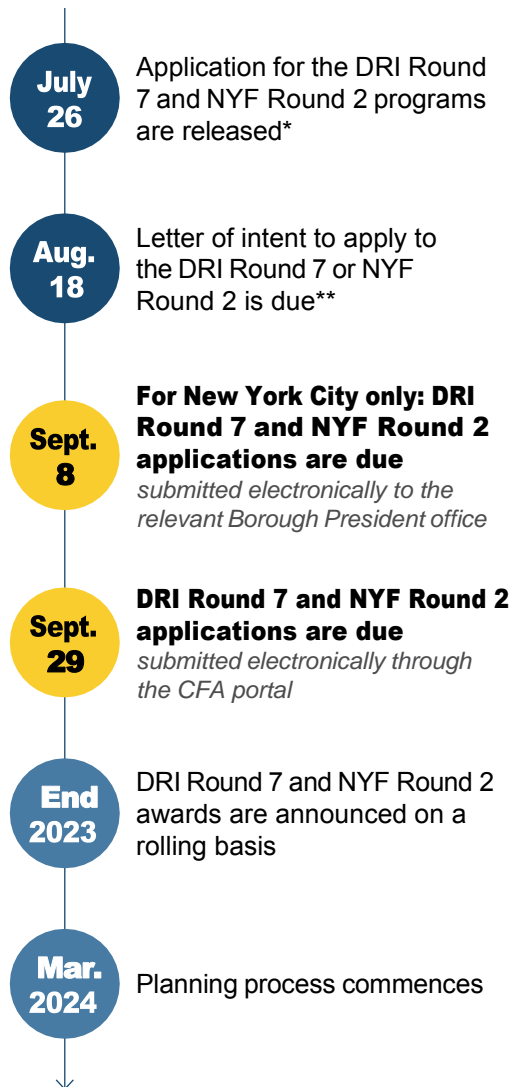 July
26
Application for the DRI Round
7 and NYF Round 2 programs
are released*
Aug.
18
Letter of intent to apply to
the DRI Round 7 or NYF
Round 2 is due**
Sept.
8
For New York City only: DRI
Round 7 and NYF Round 2
applications are due
submitted electronically to the
relevant Borough President office
Sept.
29
DRI Round 7 and NYF Round 2
applications are due
submitted electronically through
the CFA portal
End
2023
DRI Round 7 and NYF Round 2
awards are announced on a
rolling basis
Mar.
2024
Planning process commences